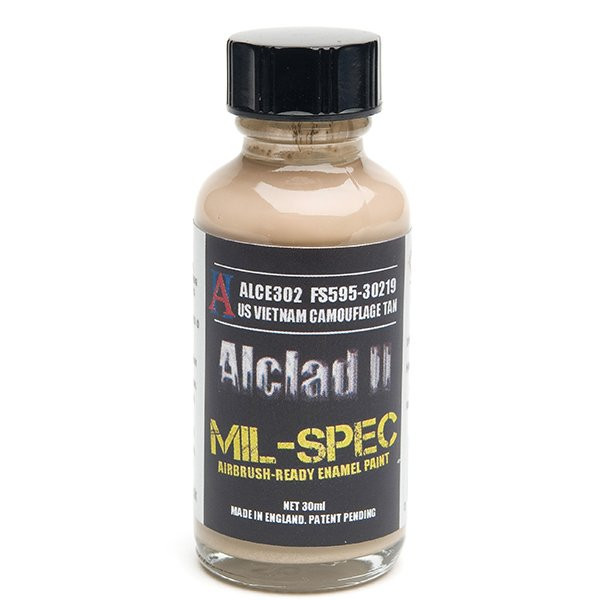 ALCE302 FS595-30219
US VIETNAM CAMOUFLAGE TAN
Alclad II
MIL-SPEC
AIRBRUSH-READY ENAMEL PAINT
NET 30ml
MADE IN ENGLAND. PATENT PENDING